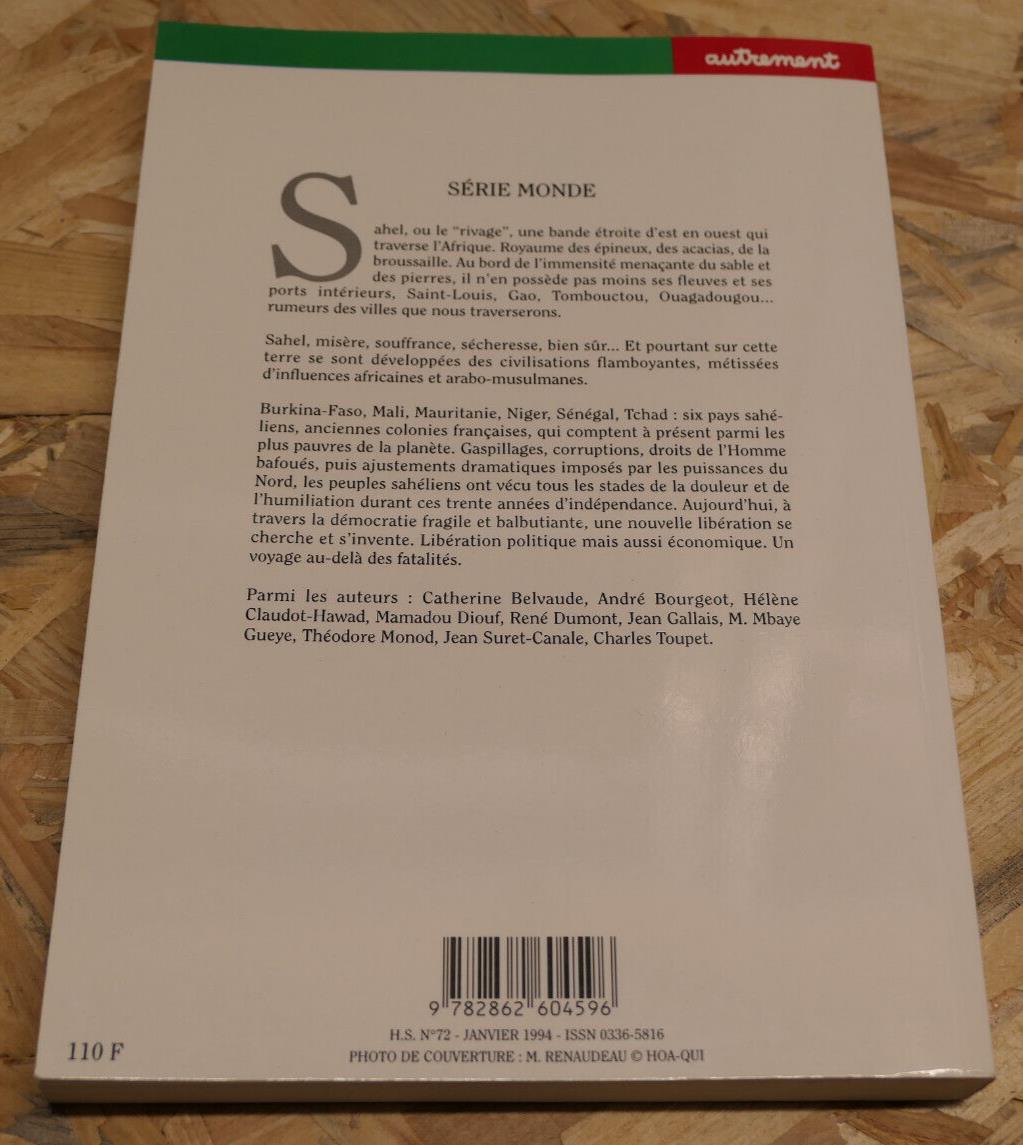 autrement
SÉRIE MONDE
Sahel, ou le "rivage", une bande étroite d'est en ouest qui
traverse l'Afrique. Royaume des épineux, des acacias, de la
broussaille. Au bord de l'immensité menaçante du sable et
des pierres, il n'en possède pas moins ses fleuves et ses
ports intérieurs, Saint-Louis, Gao, Tombouctou, Ouagadougou...
rumeurs des villes que nous traverserons.
Sahel, misère, souffrance, sécheresse, bien sûr... Et pourtant sur cette
terre se sont développées des civilisations flamboyantes, métissées
d'influences africaines et arabo-musulmanes.
Burkina-Faso, Mali, Mauritanie, Niger, Sénégal, Tchad : six pays sahé-
liens, anciennes colonies françaises, qui comptent à présent parmi les
plus pauvres de la planète. Gaspillages, corruptions, droits de l'Homme
bafoués, puis ajustements dramatiques imposés par les puissances du
Nord, les peuples sahéliens ont vécu tous les stades de la douleur et de
l'humiliation durant ces trente années d'indépendance. Aujourd'hui, à
travers la démocratie fragile et balbutiante, une nouvelle libération se
cherche et s'invente. Libération politique mais aussi économique. Un
voyage au-delà des fatalités.
Parmi les auteurs : Catherine Belvaude, André Bourgeot, Hélène
Claudot-Hawad, Mamadou Diouf, René Dumont, Jean Gallais, M. Mbaye
Gueye, Théodore Monod, Jean Suret-Canale, Charles Toupet.
9 782862 604596
H.S. N°72 - JANVIER 1994 - ISSN 0336-5816
PHOTO DE COUVERTURE : M. RENAUDEAU © HOA-QUI
110 F